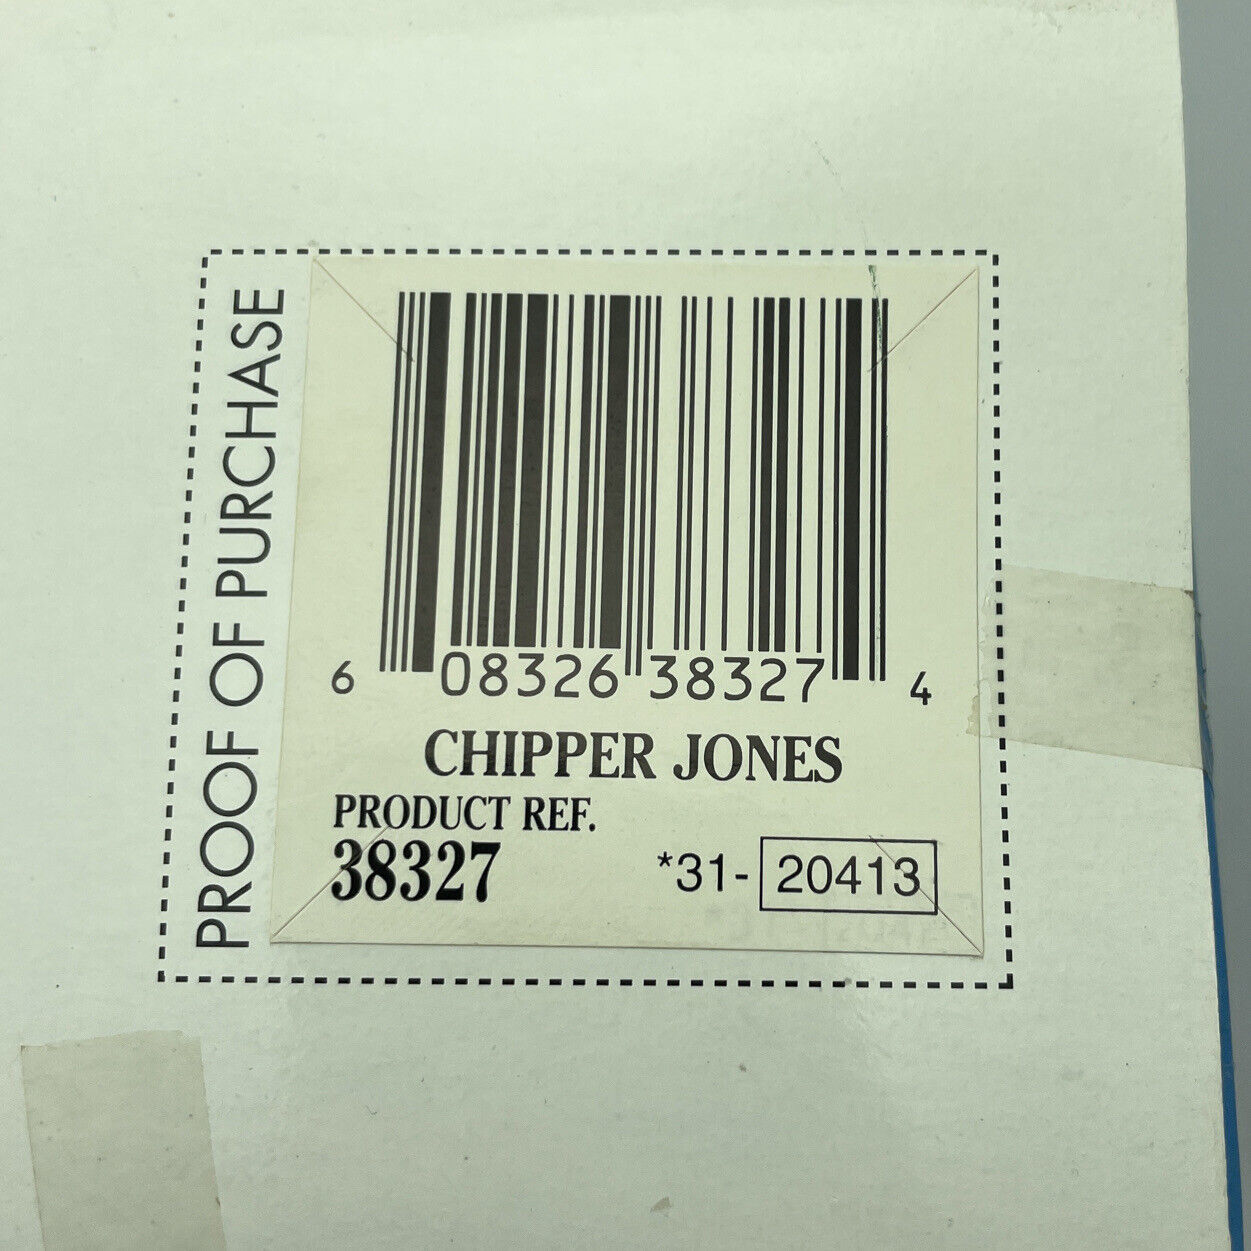 PROOF OF PURCHASE
6 08326 38327 4
CHIPPER JONES
PRODUCT REF.
38327
*31- 20413